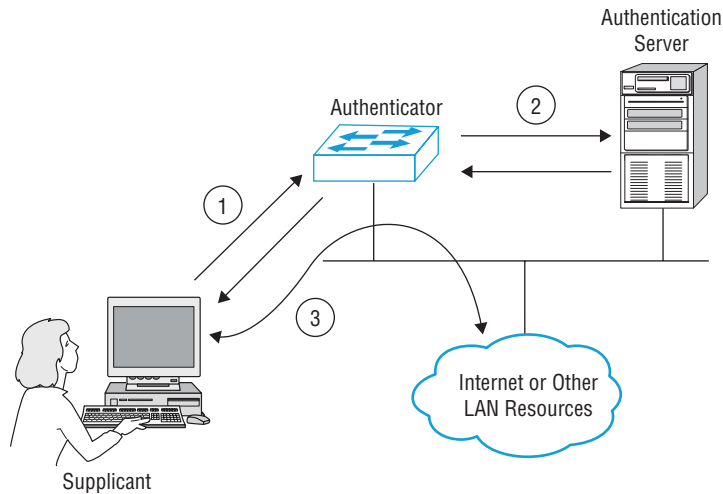 Authentication
Server
Authenticator
2
1
3
Internet or Other
LAN Resources
Supplicant